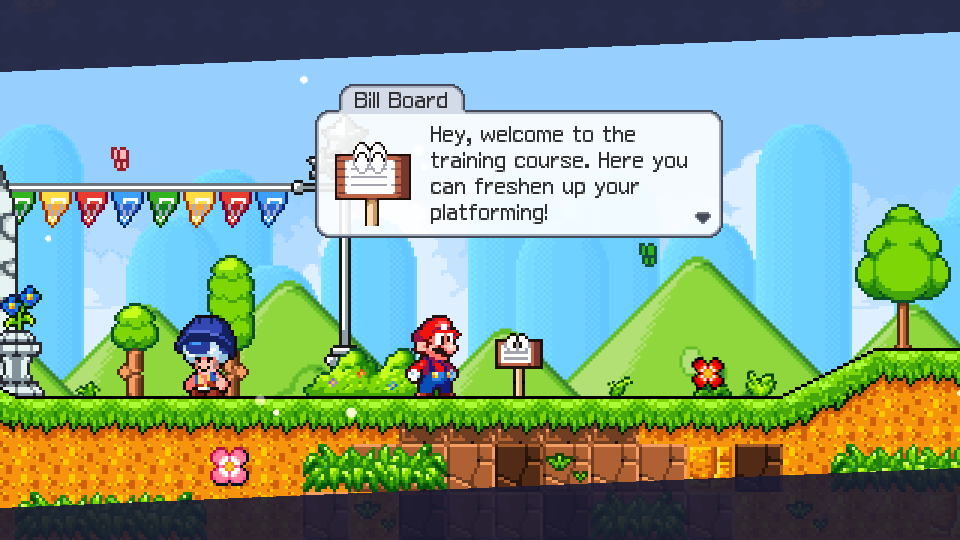 Bill Board
Hey, welcome to the
training course. Here you
can freshen up your
platforming!